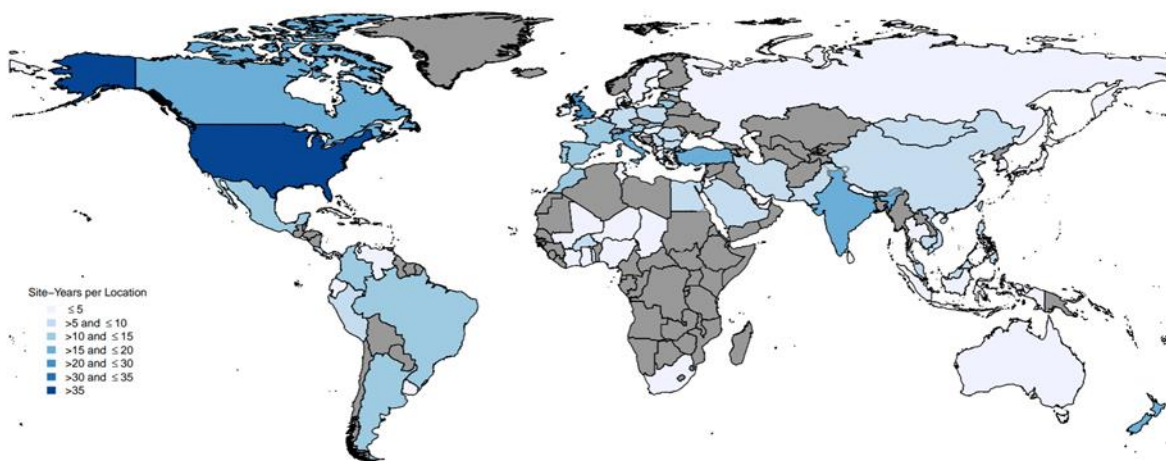 Site–Years per Location
≤ 5
>5 and ≤ 10
>10 and ≤ 15
>15 and ≤ 20
>20 and ≤ 30
>30 and ≤ 35
>35